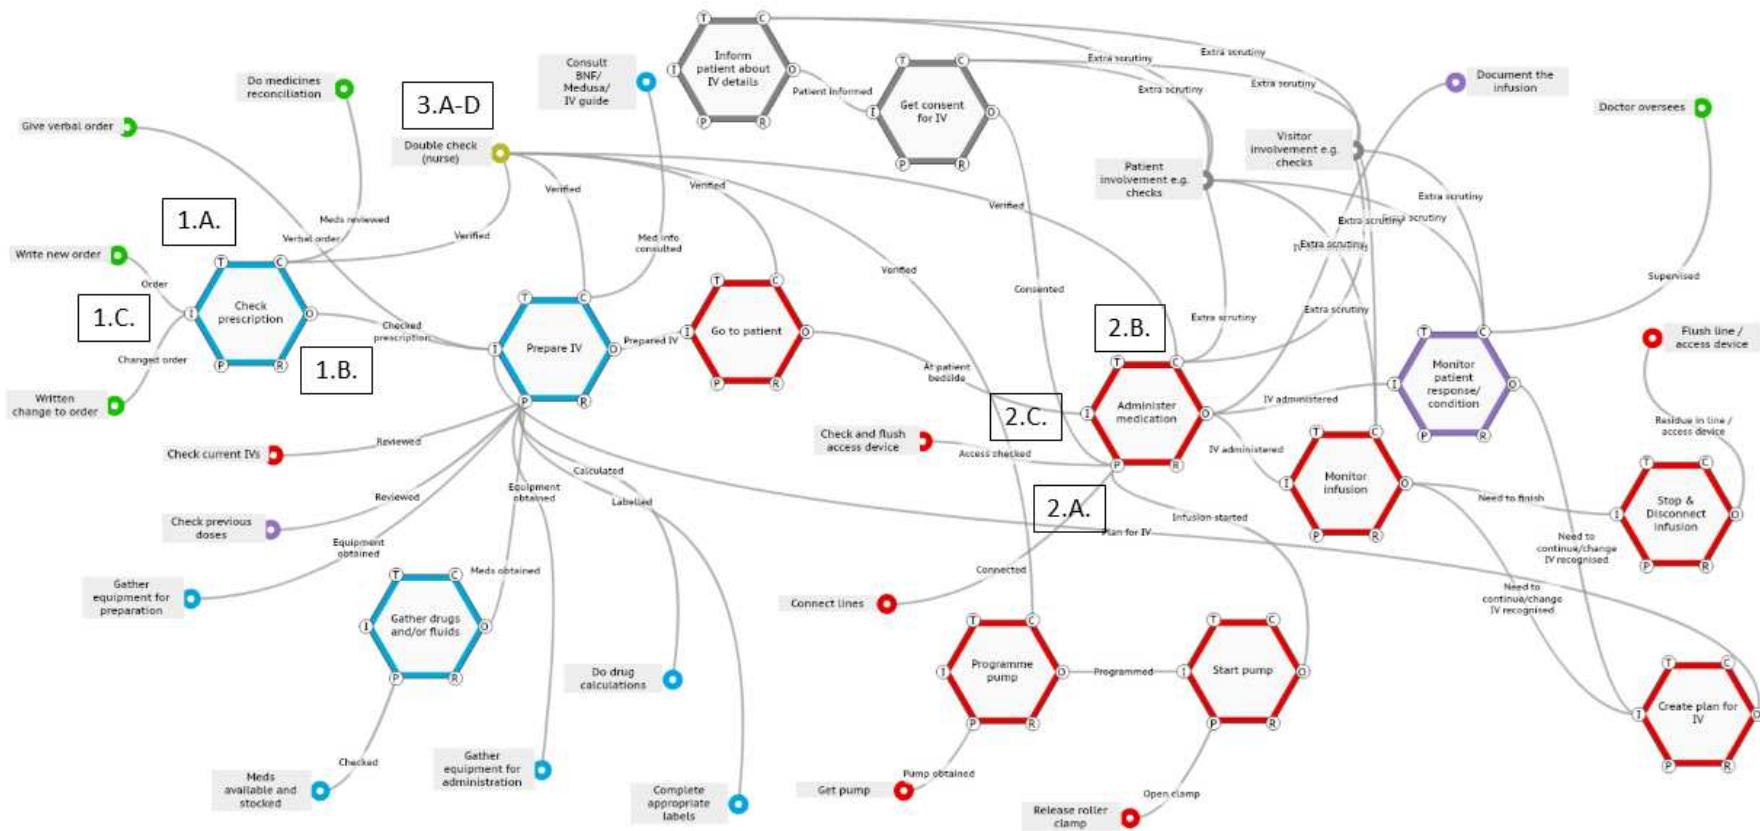 Inform
patient about
IV details
Consult
BNF/
Medusa/
IV guide
Do medicines
reconciliation
3.A-D
Give verbal order
Double check
(nurse)
Patient informed
Get consent
for IV
Extra scrutiny
Extra scrutiny
Extra scrutiny
Extra scrutiny
Document the
infusion
Doctor oversees
Visitor
involvement e.g.
checks
Patient
involvement e.g.
checks
Verified
Verified
Verified
Extra scrutiny
Extra scrutiny
Extra scrutiny
Extra scrutiny
1.A.
Meds reviewed
Verbal order
Verified
Med info
consulted
Write new order
Order
Verified
Consented
Supervised
1.C.
Check
prescription
Checked
prescription
Changed order
1.B.
Prepare IV
Prepared IV
Go to patient
2.B.
Extra scrutiny
Extra scrutiny
Flush line /
access device
Written
change to order
At patient
bedside
Administer
medication
IV administered
Monitor
patient
response/
condition
2.C.
Check and flush
access device
Access checked
IV administered
Residue in line /
access device
Check current IVs
Reviewed
Calculated
Equipment
obtained
Labelled
Reviewed
Monitor
infusion
Need to finish
Stop &
Disconnect
infusion
2.A.
Infusion started
Plan for IV
Check previous
doses
Equipment
obtained
Need to
continue/change
IV recognised
Meds obtained
Connected
Gather
equipment for
preparation
Connect lines
Need to
continue/change
IV recognised
Gather drugs
and/or fluids
Do drug
calculations
Programme
pump
Programmed
Start pump
Create plan for
IV
Checked
Gather
equipment for
administration
Pump obtained
Meds
available and
stocked
Complete
appropriate
labels
Get pump
Open clamp
Release roller
clamp
T
C
I
O
P
R
T
C
I
O
P
R
T
C
I
O
P
R
T
C
I
O
P
R
T
C
I
O
P
R
T
C
I
O
P
R
T
C
I
O
P
R
T
C
I
O
P
R
T
C
I
O
P
R
T
C
I
O
P
R
T
C
I
O
P
R
T
C
I
O
P
R
T
C
I
O
P
R